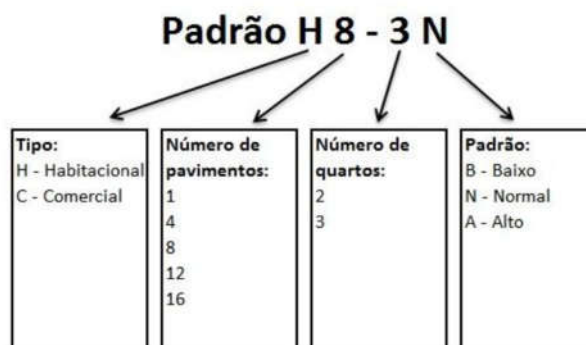 Padrão H 8 - 3 N
Tipo:
H - Habitacional
C - Comercial
Número de
pavimentos:
1
4
8
12
16
Número de
quartos:
2
3
Padrão:
B - Baixo
N - Normal
A - Alto